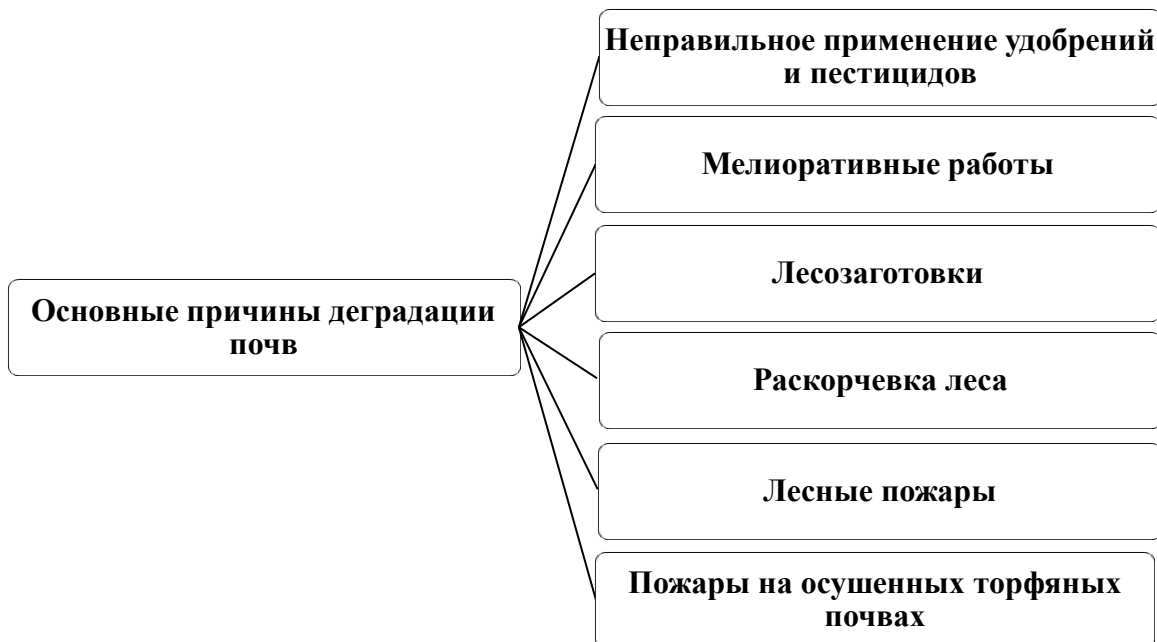 Основные причины деградации
почв
Неправильное применение удобрений
и пестицидов
Мелиоративные работы
Лесозаготовки
Раскорчевка леса
Лесные пожары
Пожары на осушенных торфяных
почвах